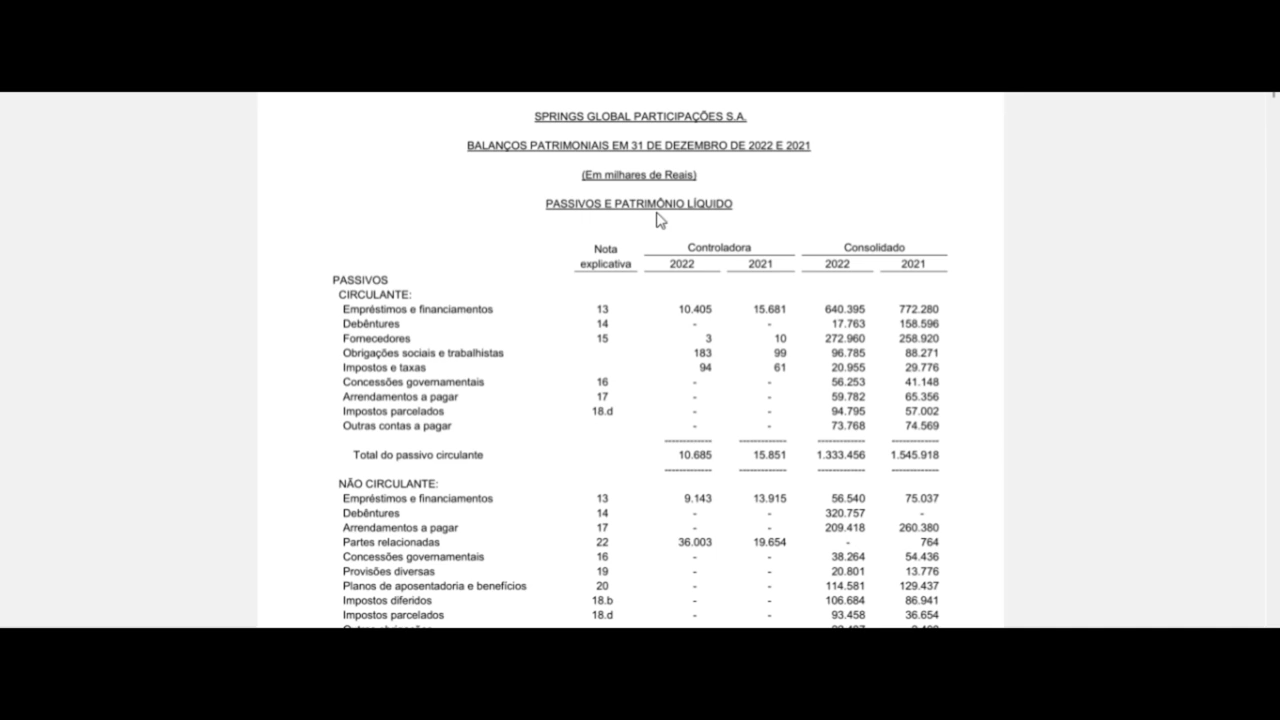 SPRINGS GLOBAL PARTICIPAÇÕES S.A.
BALANÇOS PATRIMONIAIS EM 31 DE DEZEMBRO DE 2022 E 2021
(Em milhares de Reais)
PASSIVOS E PATRIMÔNIO LÍQUIDO
Nota Controladora Consolidado
explicativa 2022 2021 2022 2021
PASSIVOS
CIRCULANTE:
Empréstimos e financiamentos 13 10.405 15.681 640.395 772.280
Debêntures 14 - - 17.763 158.596
Fornecedores 15 3 10 272.960 258.920
Obrigações sociais e trabalhistas 183 99 96.785 88.271
Impostos e taxas 94 61 20.955 29.776
Concessões governamentais 16 - - 56.253 41.148
Arrendamentos a pagar 17 - - 59.782 65.356
Impostos parcelados 18.d - - 94.795 57.002
Outras contas a pagar - - 73.768 74.569
Total do passivo circulante 10.685 15.851 1.333.456 1.545.918
NÃO CIRCULANTE:
Empréstimos e financiamentos 13 9.143 13.915 56.540 75.037
Debêntures 14 - - 320.757 -
Arrendamentos a pagar 17 - - 209.418 260.380
Partes relacionadas 22 36.003 19.654 - 764
Concessões governamentais 16 - - 38.264 54.436
Provisões diversas 19 - - 20.801 13.776
Planos de aposentadoria e benefícios 20 - - 114.581 129.437
Impostos diferidos 18.b - - 106.684 86.941
Impostos parcelados 18.d - - 93.458 36.654